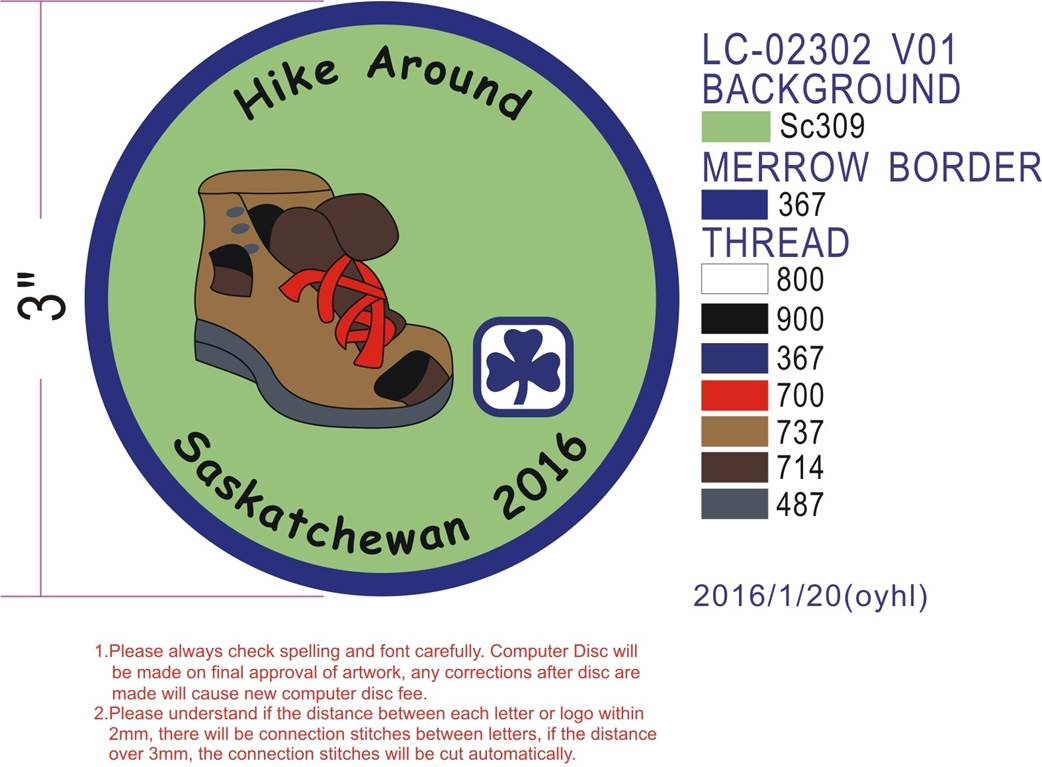 Hike Around
Saskatchewan 2016
3"
LC-02302 V01
BACKGROUND
Sc309
MERROW BORDER
367
THREAD
800
900
367
700
737
714
487
2016/1/20(oyhl)
1.Please always check spelling and font carefully. Computer Disc will
be made on final approval of artwork, any corrections after disc are
made will cause new computer disc fee.
2.Please understand if the distance between each letter or logo within
2mm, there will be connection stitches between letters, if the distance
over 3mm, the connection stitches will be cut automatically.